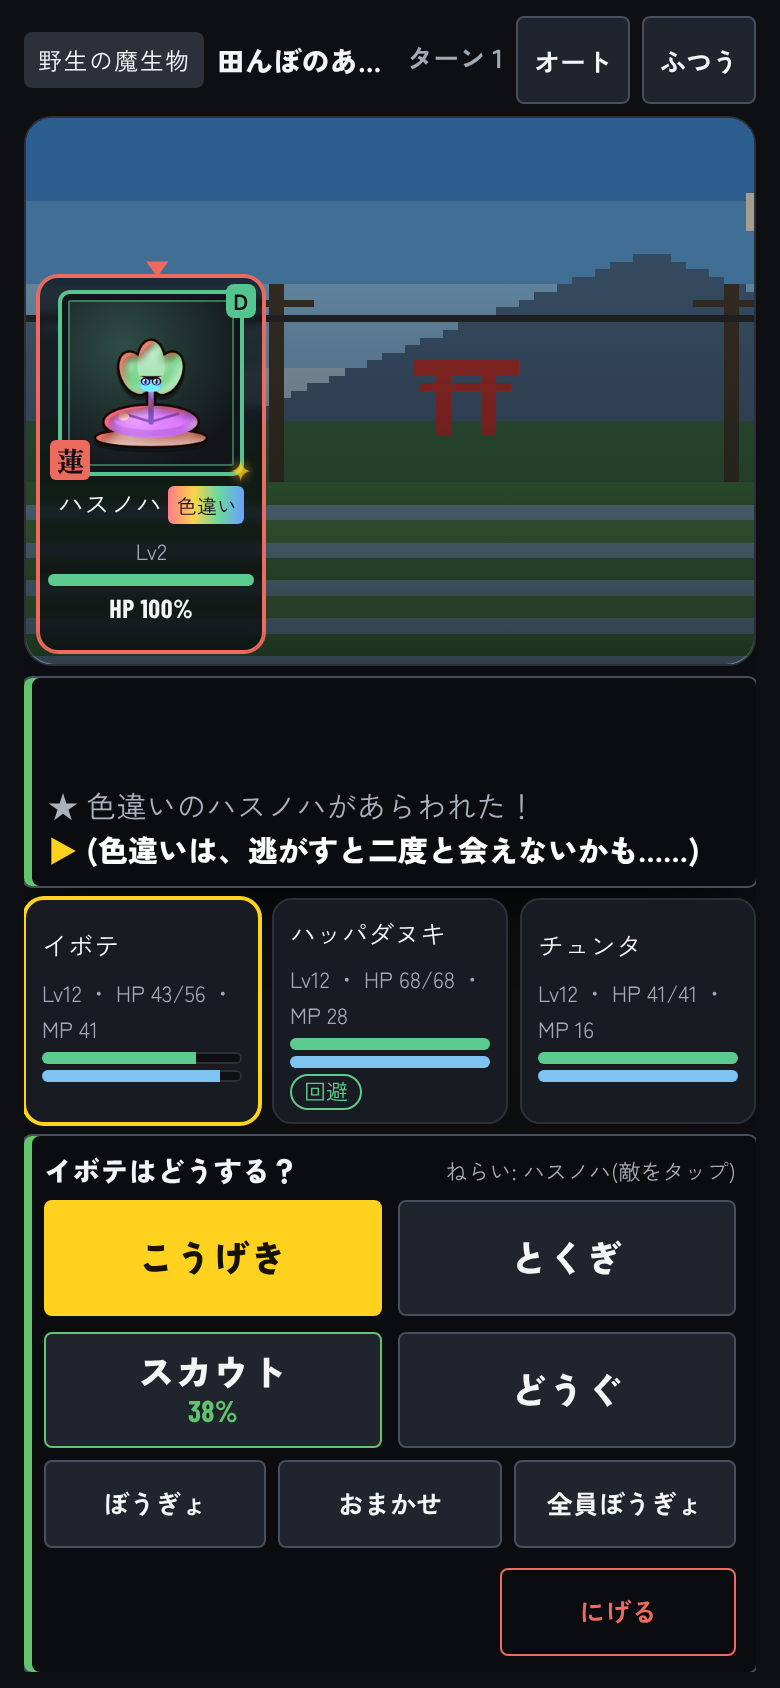 野生の魔生物 田んぼのあ… ターン 1 オート ふつう
D
蓮
ハスノハ 色違い
Lv2
HP 100%
★ 色違いのハスノハがあらわれた！
▶ (色違いは、逃がすと二度と会えないかも……)
イボテ
Lv12 ・ HP 43/56 ・
MP 41
ハッパダヌキ
Lv12 ・ HP 68/68 ・
MP 28
回避
チュンタ
Lv12 ・ HP 41/41 ・
MP 16
イボテはどうする？ ねらい: ハスノハ(敵をタップ)
こうげき とくぎ
スカウト
38%
どうぐ
ぼうぎょ おまかせ 全員ぼうぎょ
にげる